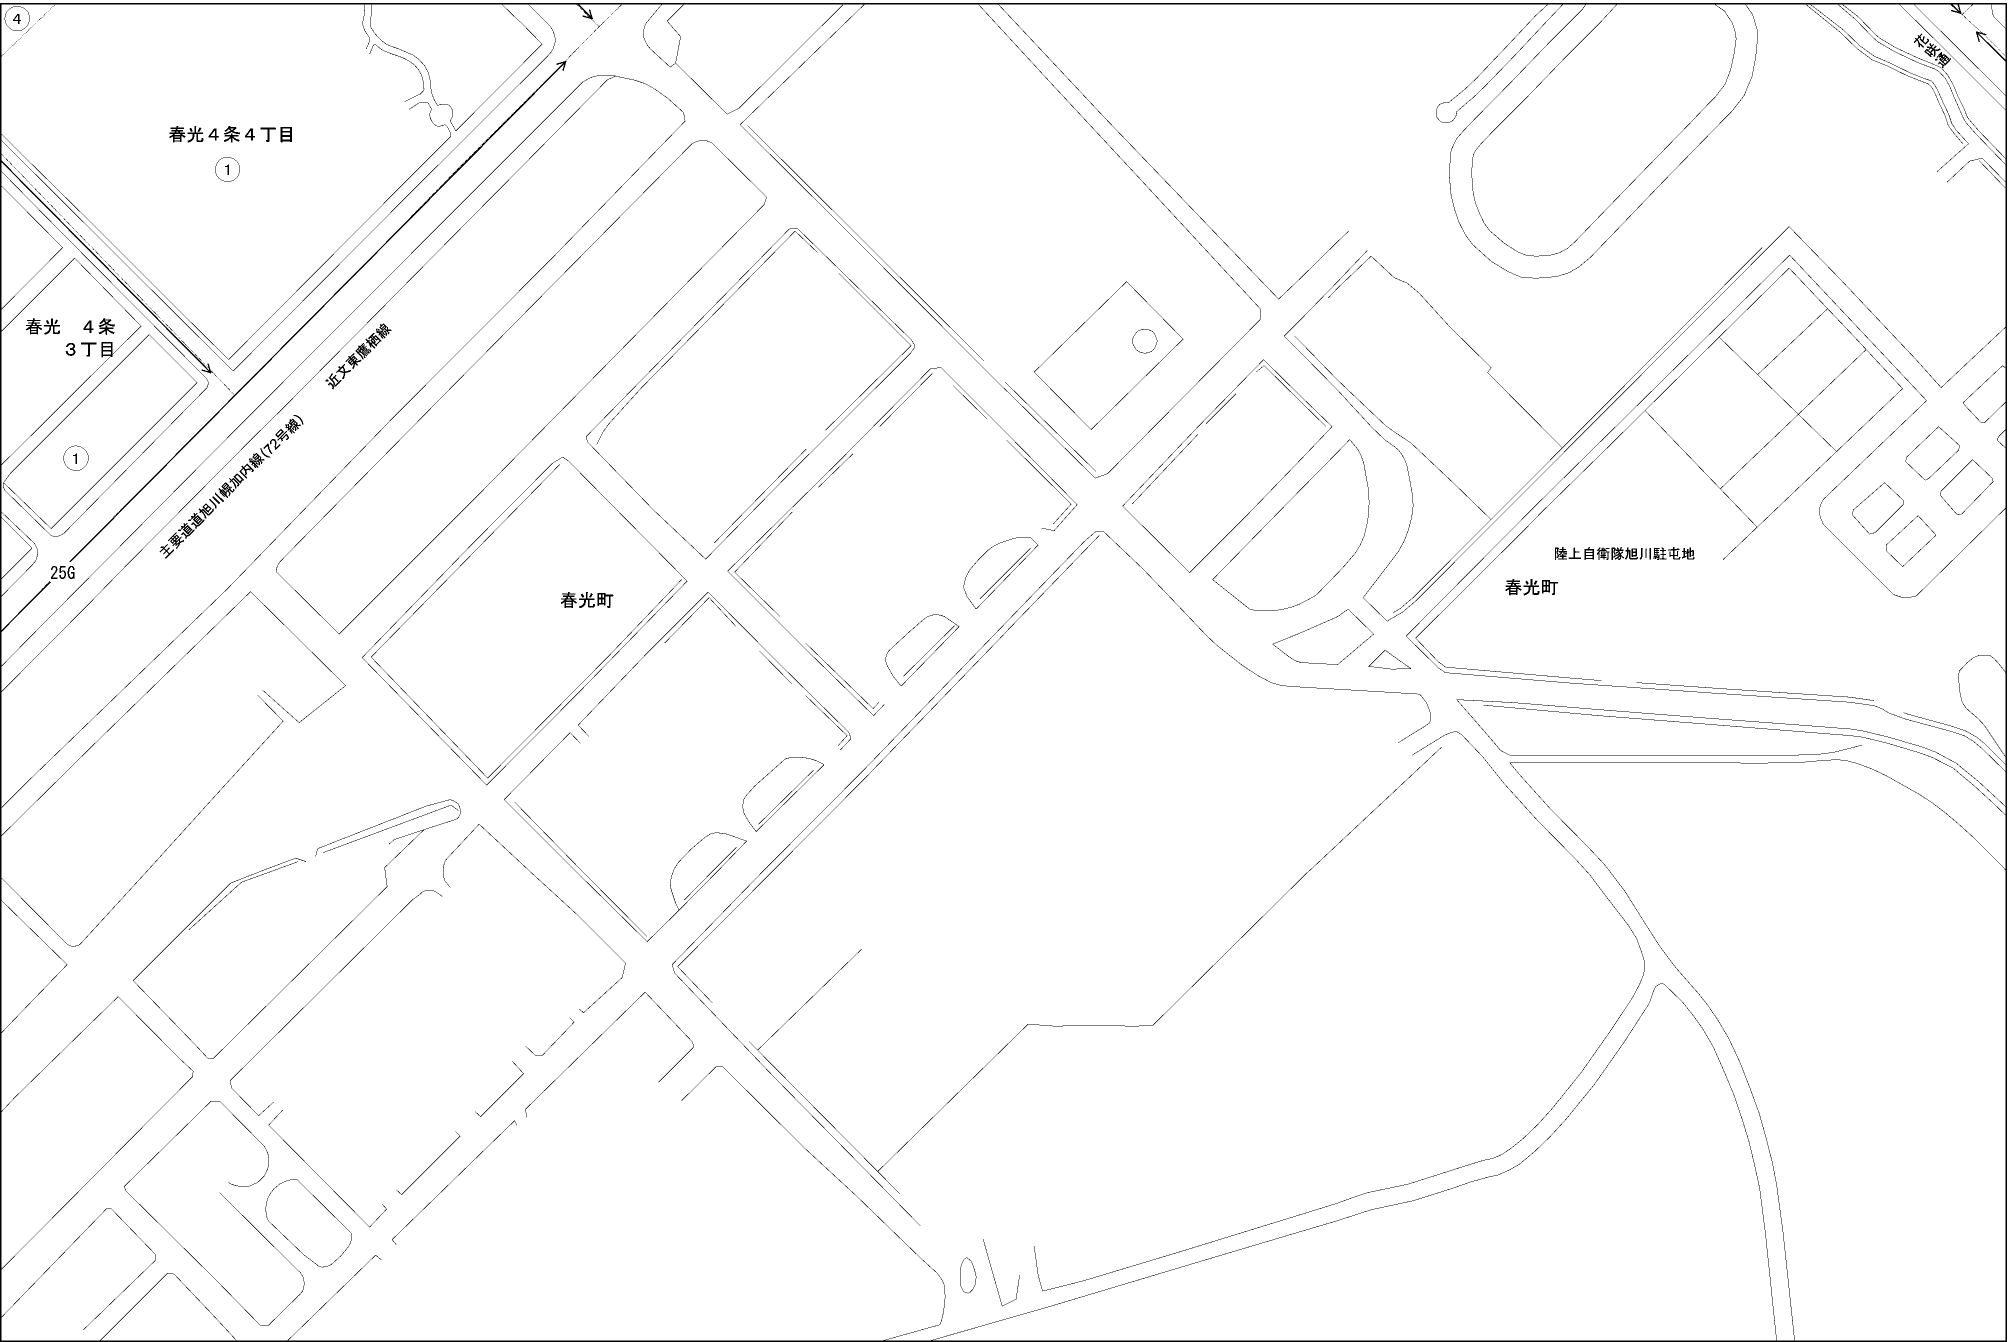 ④
花咲通
春光４条４丁目
①
春光　４条
３丁目
近文東鷹栖線
主要道道旭川幌加内線(72号線)
①
25G
陸上自衛隊旭川駐屯地
春光町
春光町